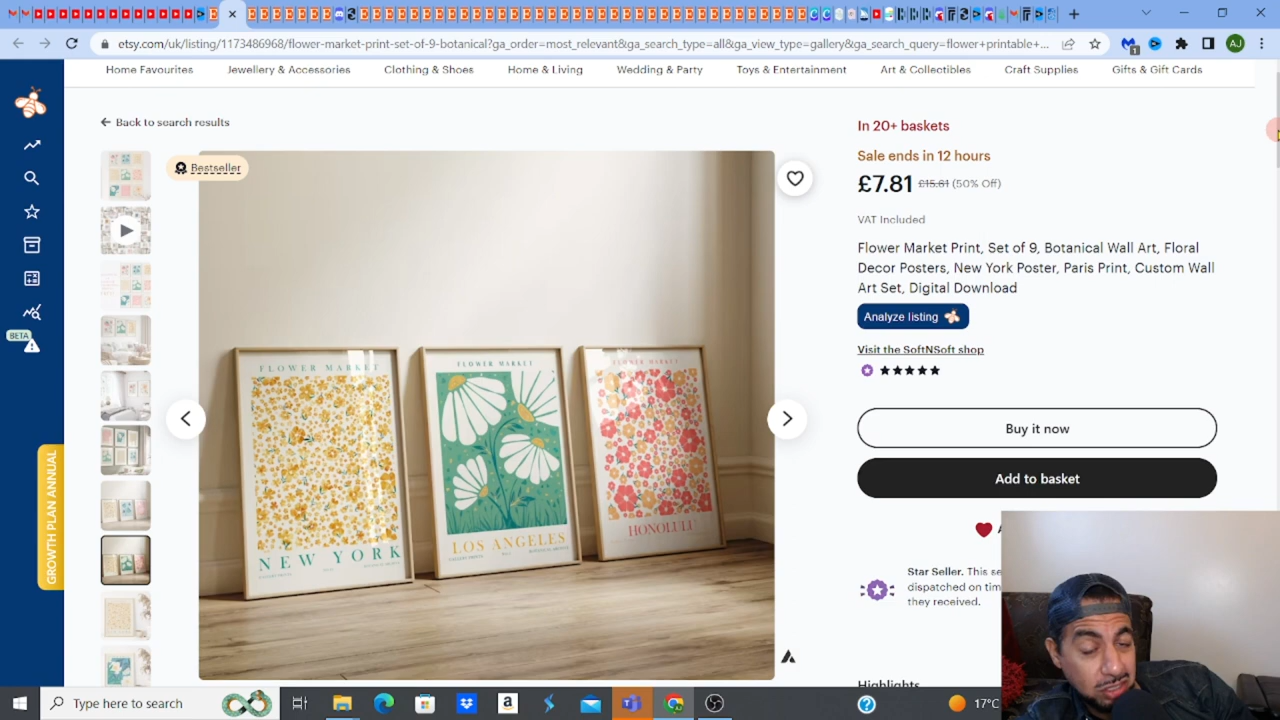 etsy.com/uk/listing/1173486968/flower-market-print-set-of-9-botanical?ga_order=most_relevant&ga_search_type=all&ga_view_type=gallery&ga_search_query=flower+printable+...
AJ
Home Favourites
Jewellery & Accessories
Clothing & Shoes
Home & Living
Wedding & Party
Toys & Entertainment
Art & Collectibles
Craft Supplies
Gifts & Gift Cards
Back to search results
Bestseller
In 20+ baskets
Sale ends in 12 hours
£7.81 £15.61 (50% Off)
VAT Included
Flower Market Print, Set of 9, Botanical Wall Art, Floral
Decor Posters, New York Poster, Paris Print, Custom Wall
Art Set, Digital Download
Analyze listing
Visit the SoftNSoft shop
Buy it now
Add to basket
Star Seller. This se
dispatched on tim
they received.
Highlights
BETA
GROWTH PLAN ANNUAL
FLOWER MARKET
NEW YORK
FLOWER MARKET
LOS ANGELES
FLOWER MARKET
HONOLULU
Type here to search
17°C